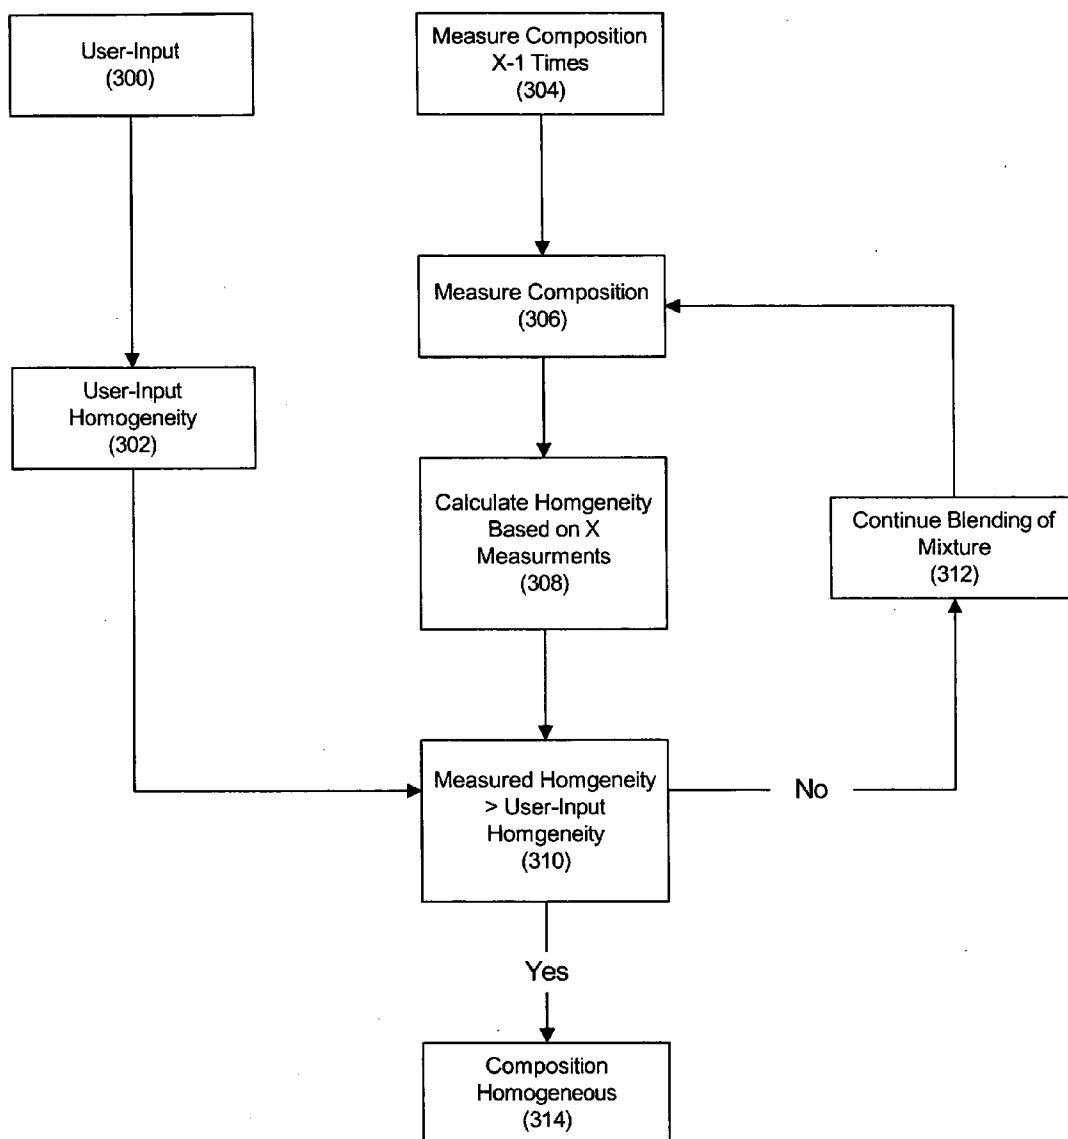 User-Input
(300)
Measure Composition
X-1 Times
(304)
Measure Composition
(306)
User-Input
Homogeneity
(302)
Calculate Homgeneity
Based on X
Measurments
(308)
Continue Blending of
Mixture
(312)
Measured Homgeneity
> User-Input
Homgeneity
(310)
No
Yes
Composition
Homogeneous
(314)